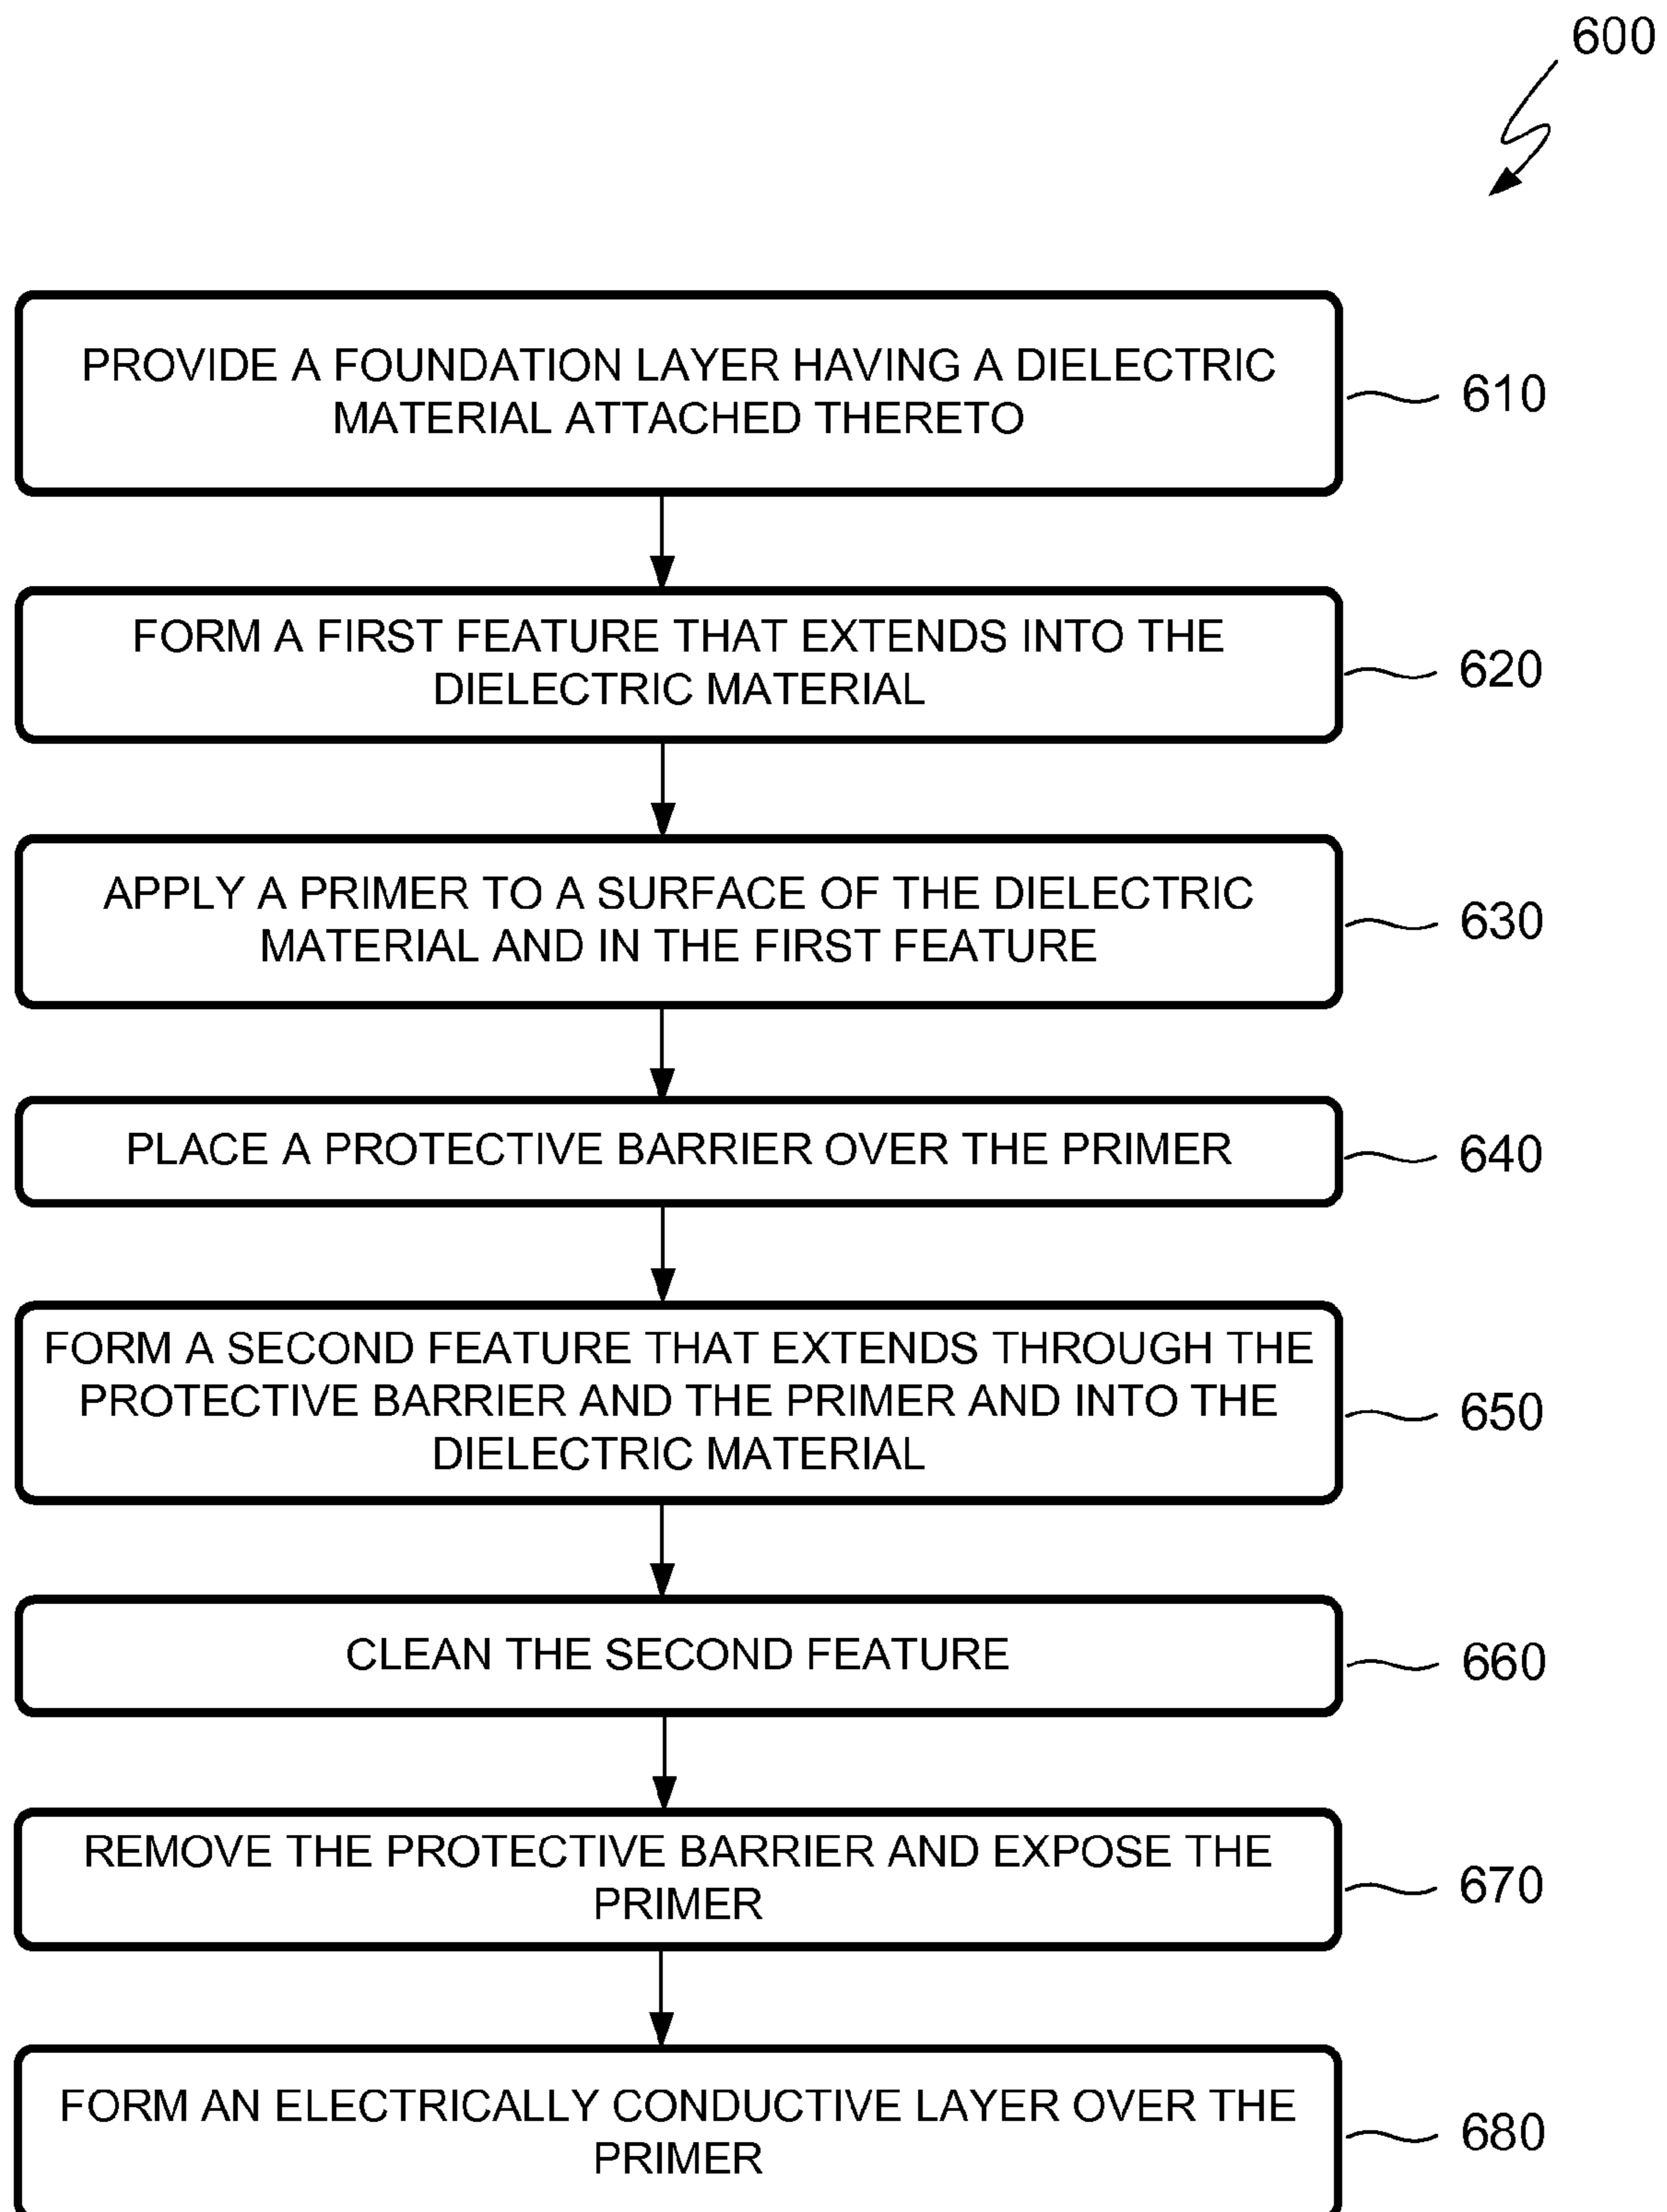 600
PROVIDE A FOUNDATION LAYER HAVING A DIELECTRIC
MATERIAL ATTACHED THERETO
610
FORM A FIRST FEATURE THAT EXTENDS INTO THE
DIELECTRIC MATERIAL
620
APPLY A PRIMER TO A SURFACE OF THE DIELECTRIC
MATERIAL AND IN THE FIRST FEATURE
630
PLACE A PROTECTIVE BARRIER OVER THE PRIMER
640
FORM A SECOND FEATURE THAT EXTENDS THROUGH THE
PROTECTIVE BARRIER AND THE PRIMER AND INTO THE
DIELECTRIC MATERIAL
650
CLEAN THE SECOND FEATURE
660
REMOVE THE PROTECTIVE BARRIER AND EXPOSE THE
PRIMER
670
FORM AN ELECTRICALLY CONDUCTIVE LAYER OVER THE
PRIMER
680